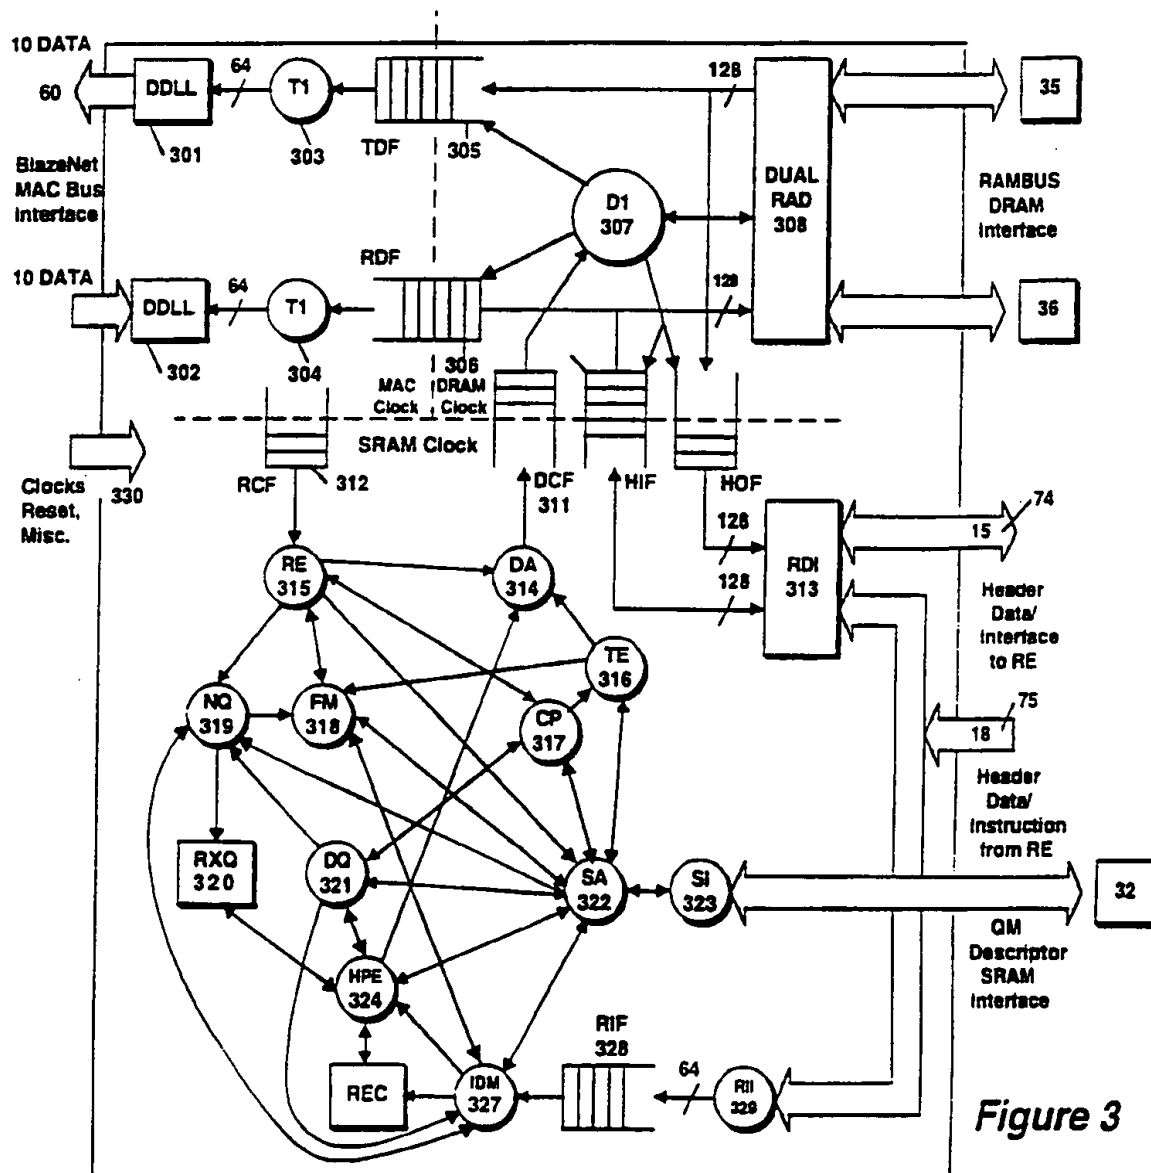 10 DATA
60
DDLL
64
T1
301
303
TDF
305
128
DUAL
RAD
308
35
BlazeNet
MAC Bus
Interface
D1
307
RAMBUS
DRAM
Interface
10 DATA
RDF
DDLL
64
T1
302
304
306
128
36
MAC
Clock
DRAM
Clock
SRAM Clock
Clocks
Reset,
Misc.
330
RCF
312
DCF
311
HIF
HOF
128
128
RDI
313
15
74
Header
Data/
Interface
to RE
RE
315
DA
314
TE
316
NQ
319
FM
318
CP
317
18
75
Header
Data/
Instruction
from RE
RXQ
320
DQ
321
SA
322
SI
323
32
QM
Descriptor
SRAM
Interface
HPE
324
RIF
328
REC
IDM
327
64
RII
329
Figure 3